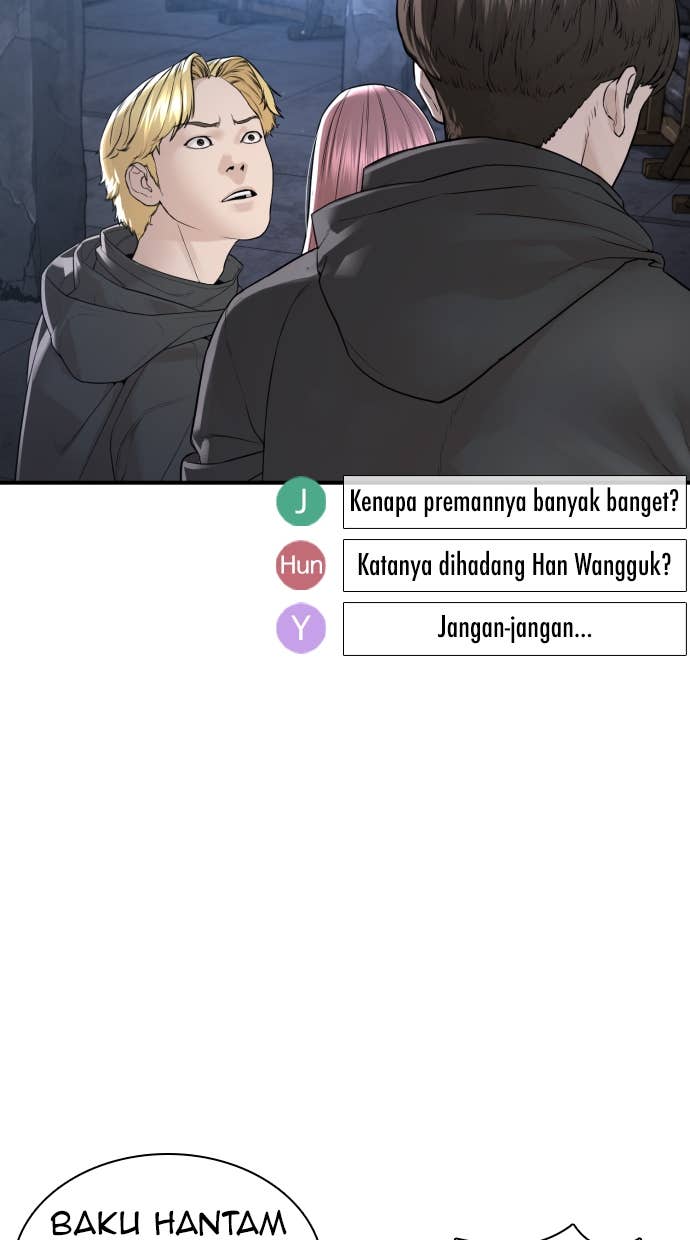 J Kenapa premannya banyak banget?
Hun Katanya dihadang Han Wangguk?
Y Jangan-jangan...
BAKU HANTAM